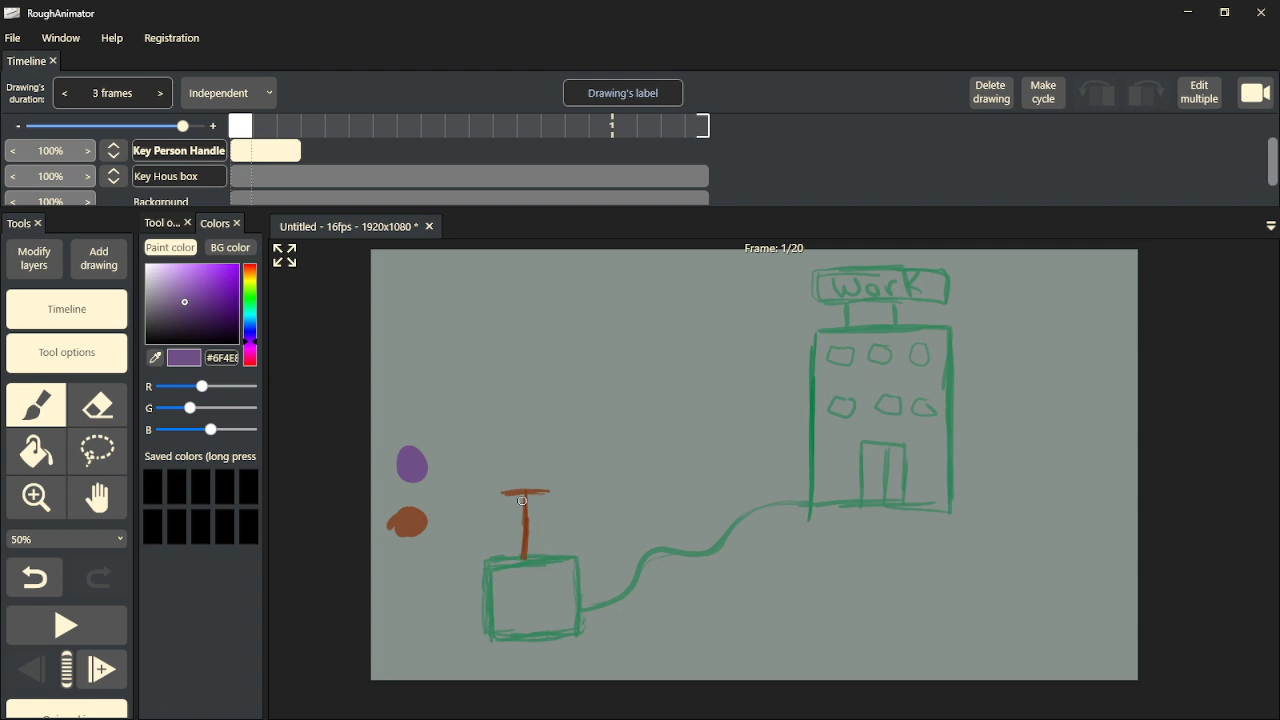 RoughAnimator
File Window Help Registration
Timeline
Drawing's duration: < 3 frames > Independent Drawing's label Delete drawing Make cycle Edit multiple
- +
1
< 100% > Key Person Handle
< 100% > Key Hous box
< 100% > Background
Tools Tool o... Colors Untitled - 16fps - 1920x1080 *
Modify layers Add drawing Paint color BG color Frame: 1/20
Work
Timeline
Tool options
#6F4E8
R
G
B
Saved colors (long press
50%